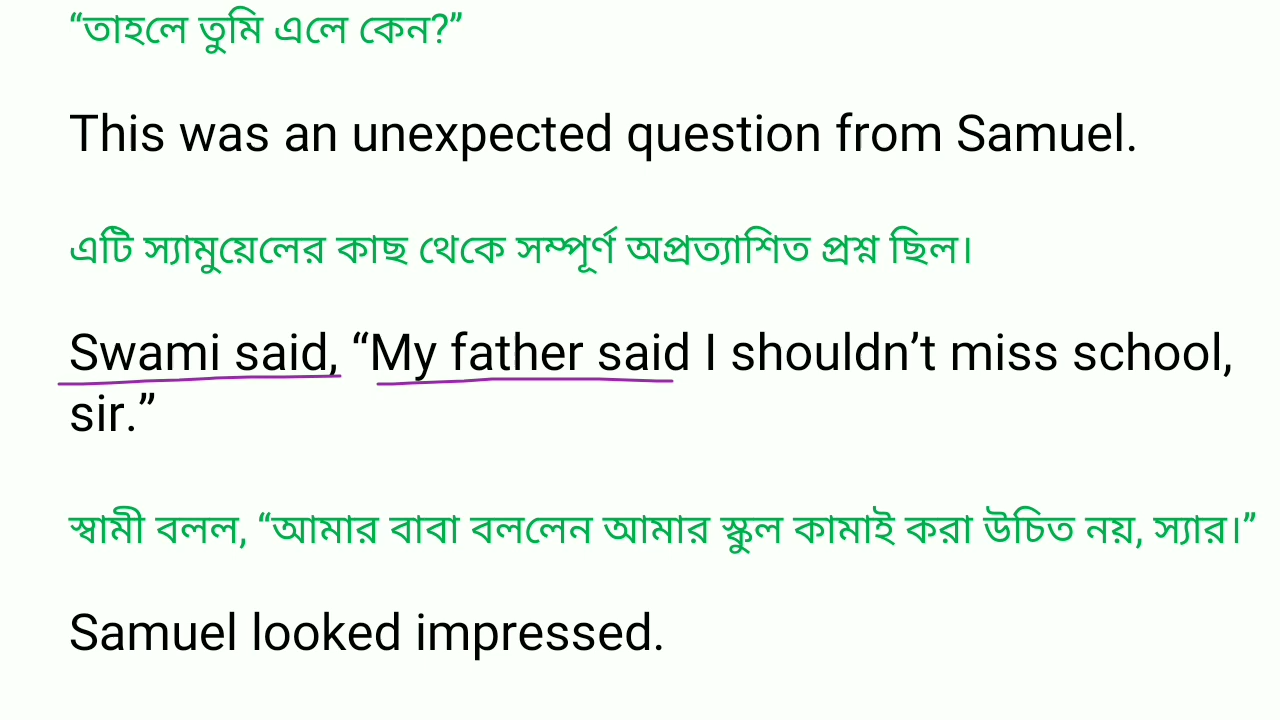 “তাহলে তুমি এলে কেন?”
This was an unexpected question from Samuel.
এটি স্যামুয়েলের কাছ থেকে সম্পূর্ণ অপ্রত্যাশিত প্রশ্ন ছিল।
Swami said, “My father said I shouldn’t miss school,
sir.”
স্বামী বলল, “আমার বাবা বললেন আমার স্কুল কামাই করা উচিত নয়, স্যার।”
Samuel looked impressed.